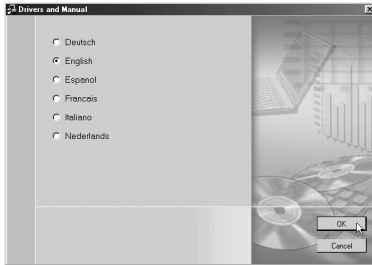 Drivers and Manual
Deutsch
English
Espanol
Francais
Italiano
Nederlands
OK
Cancel